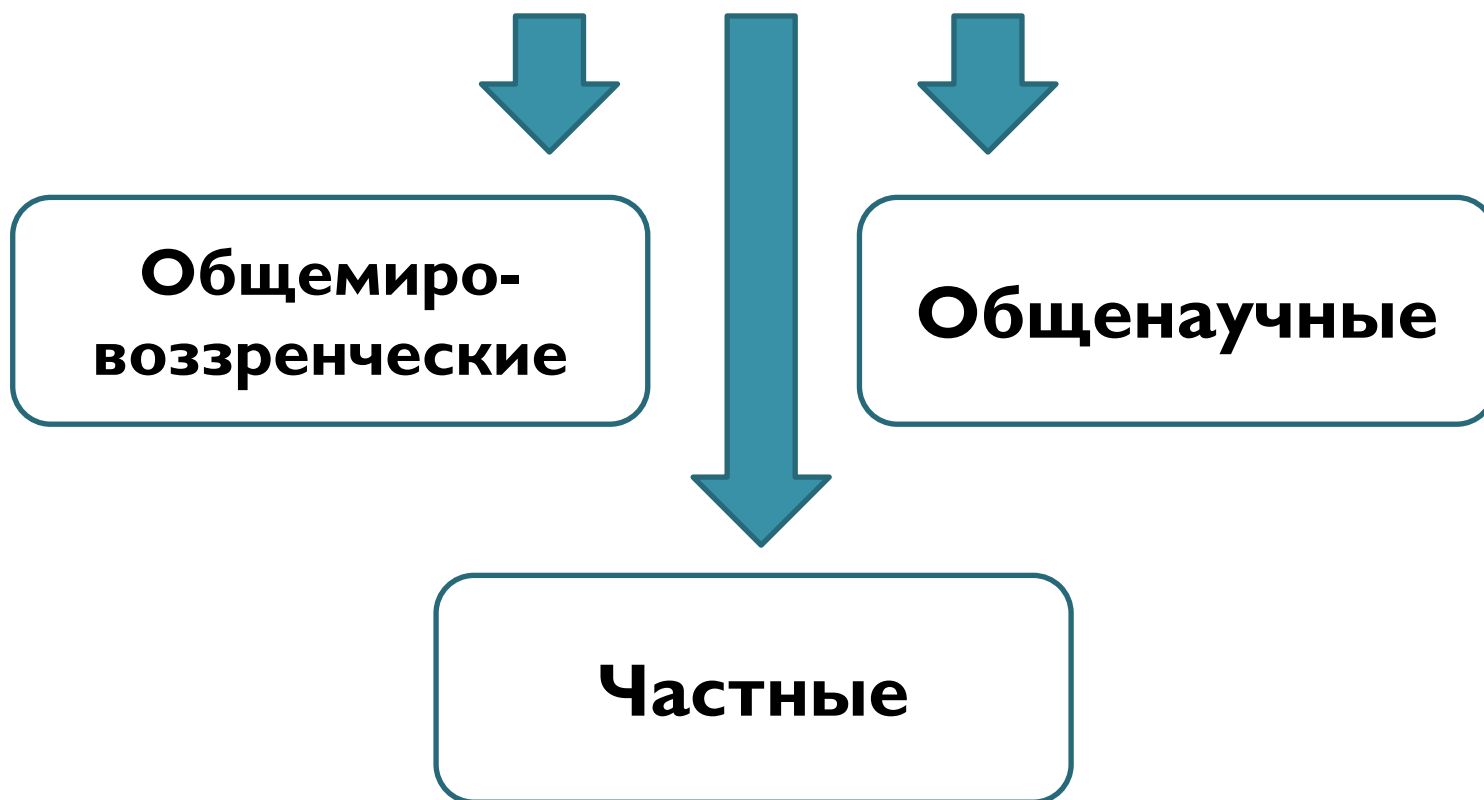 Общемиро-
воззренческие
Общенаучные
Частные